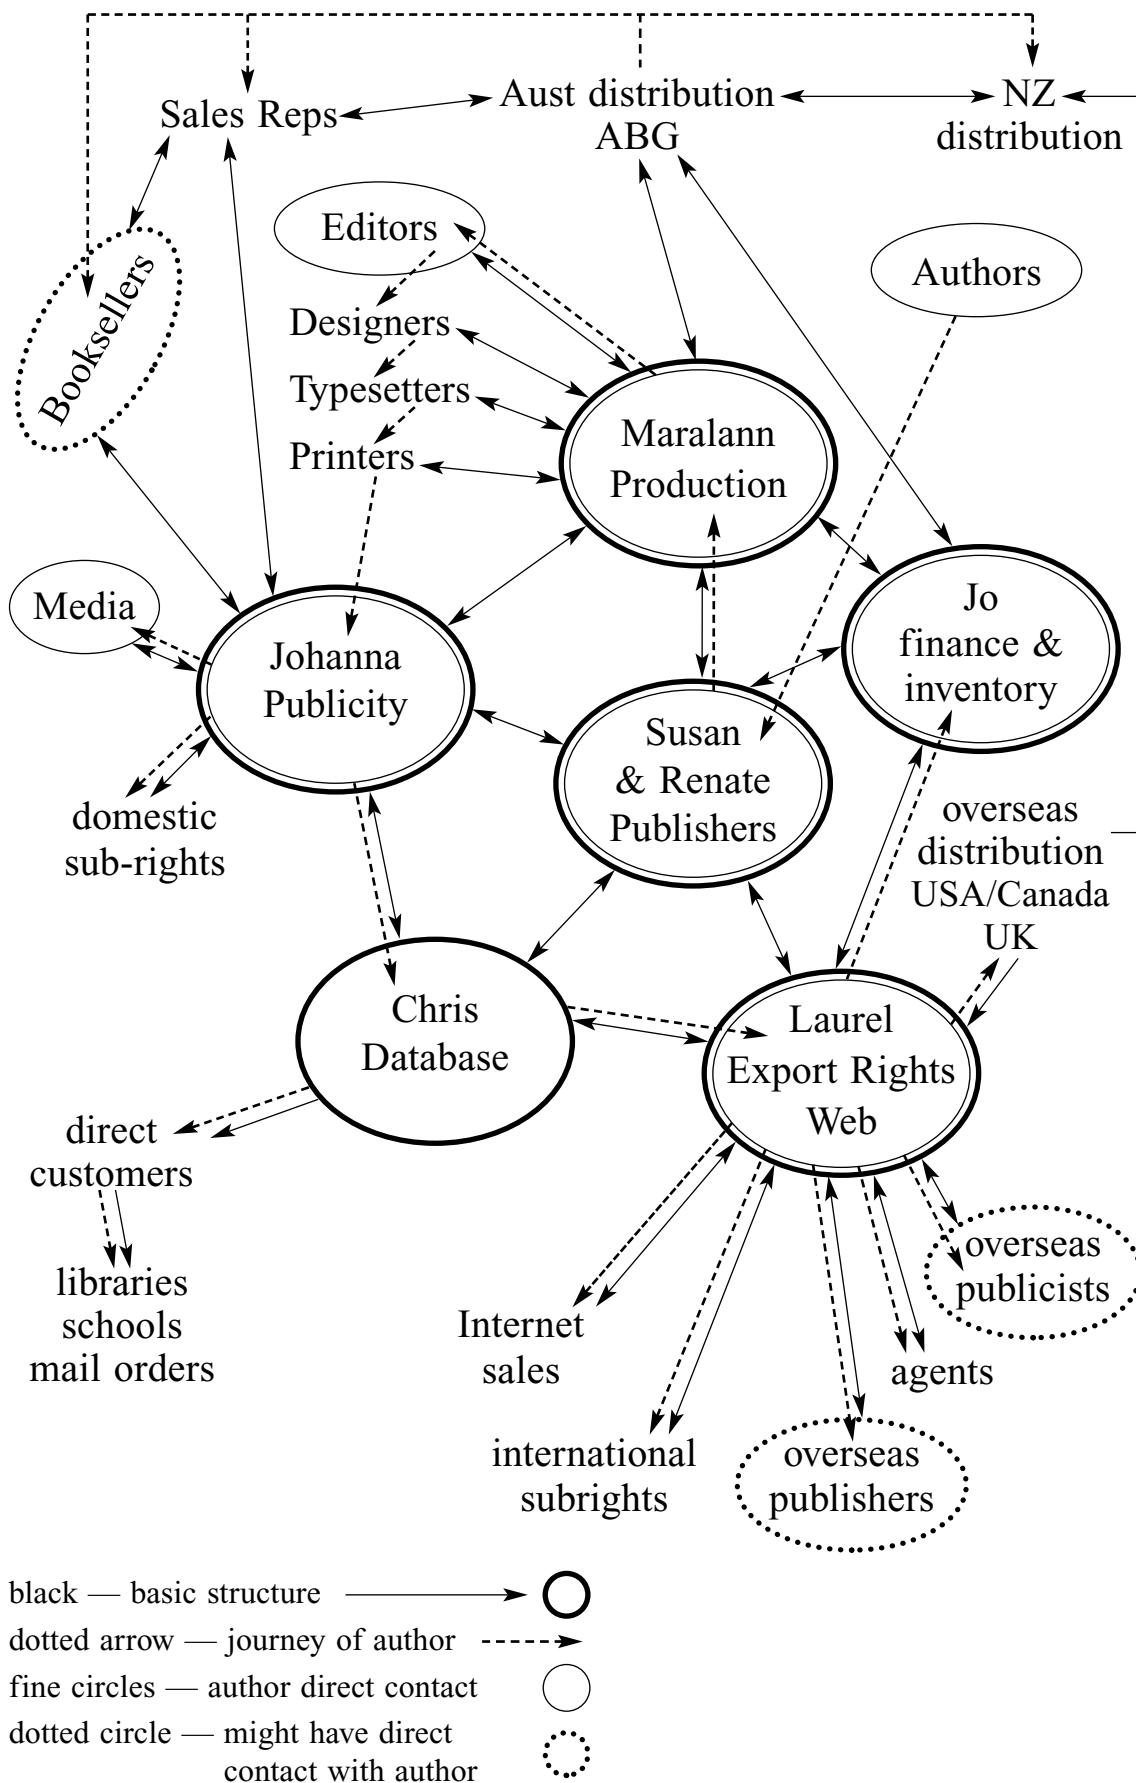 Sales Reps
Aust distribution
ABG
NZ
distribution
Editors
Authors
Booksellers
Designers
Typesetters
Printers
Maralann
Production
Media
Johanna
Publicity
Jo
finance &
inventory
Susan
& Renate
Publishers
domestic
sub-rights
overseas
distribution
USA/Canada
UK
Chris
Database
Laurel
Export Rights
Web
direct
customers
libraries
schools
mail orders
overseas
publicists
Internet
sales
agents
international
subrights
overseas
publishers
black — basic structure
dotted arrow — journey of author
fine circles — author direct contact
dotted circle — might have direct
contact with author